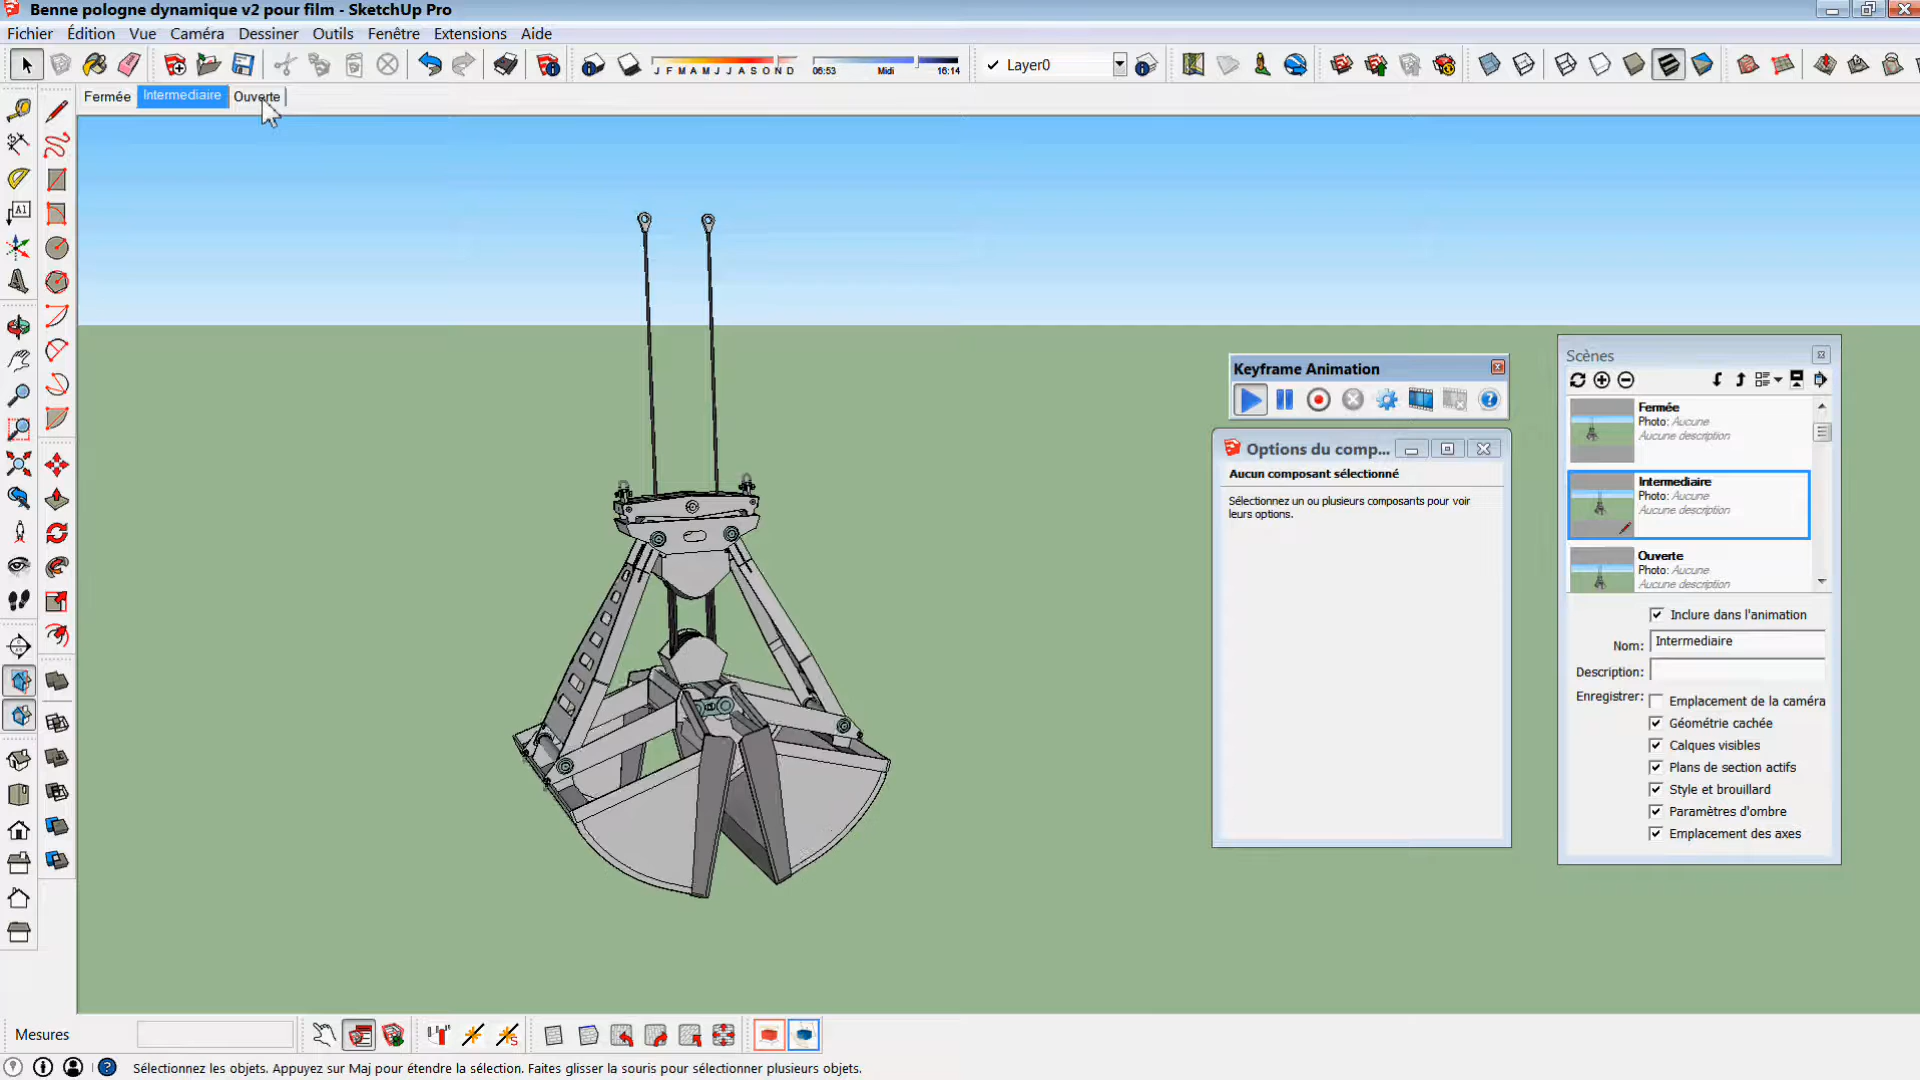 Benne pologne dynamique v2 pour film - SketchUp Pro
Fichier Édition Vue Caméra Dessiner Outils Fenêtre Extensions Aide
J F M A M J J A S O N D 06:53 Midi 16:14 Layer0
Fermée Intermediaire Ouverte
A1
Scènes
Keyframe Animation
Fermée
Photo: Aucune
Aucune description
Options du comp...
Aucun composant sélectionné
Sélectionnez un ou plusieurs composants pour voir
leurs options.
Intermediaire
Photo: Aucune
Aucune description
Ouverte
Photo: Aucune
Aucune description
Inclure dans l'animation
Nom: Intermediaire
Description:
Enregistrer: Emplacement de la caméra
Géométrie cachée
Calques visibles
Plans de section actifs
Style et brouillard
Paramètres d'ombre
Emplacement des axes
Mesures
Sélectionnez les objets. Appuyez sur Maj pour étendre la sélection. Faites glisser la souris pour sélectionner plusieurs objets.